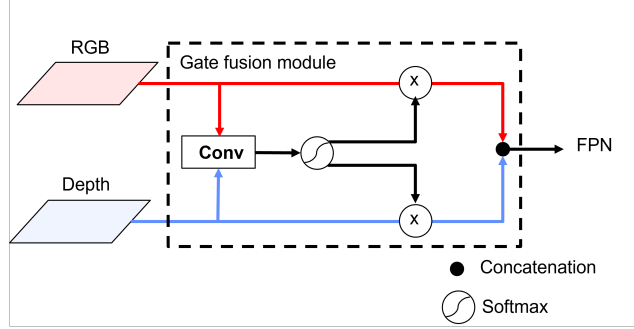 RGB
Gate fusion module
x
Conv
FPN
Depth
x
Concatenation
Softmax